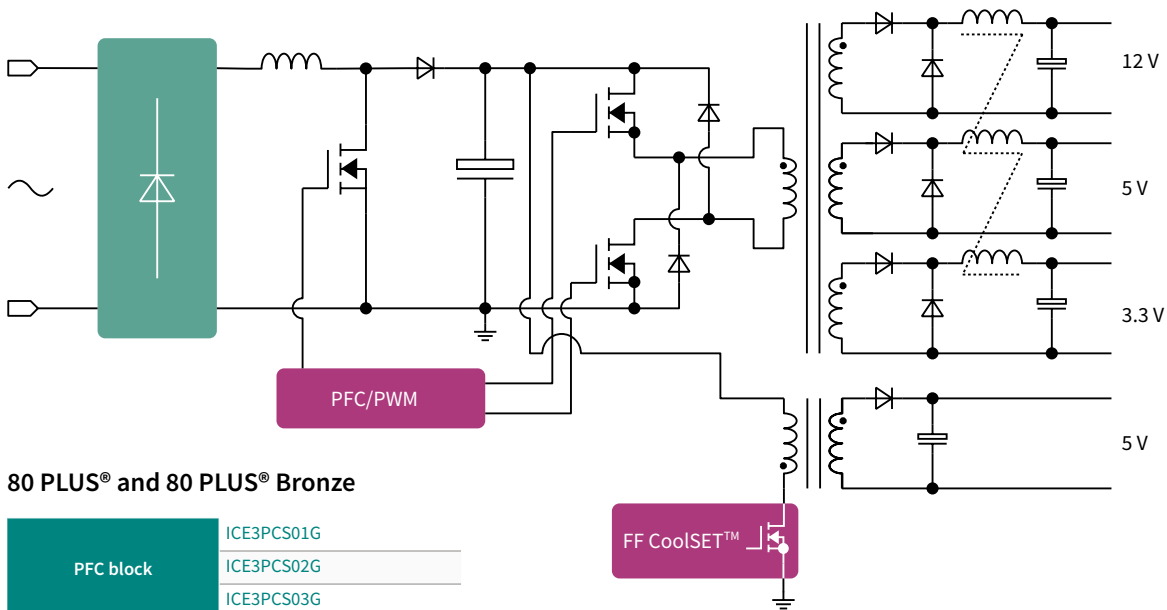 12 V
5 V
3.3 V
PFC/PWM
5 V
80 PLUS® and 80 PLUS® Bronze
FF CoolSET™
PFC block
ICE3PCS01G
ICE3PCS02G
ICE3PCS03G